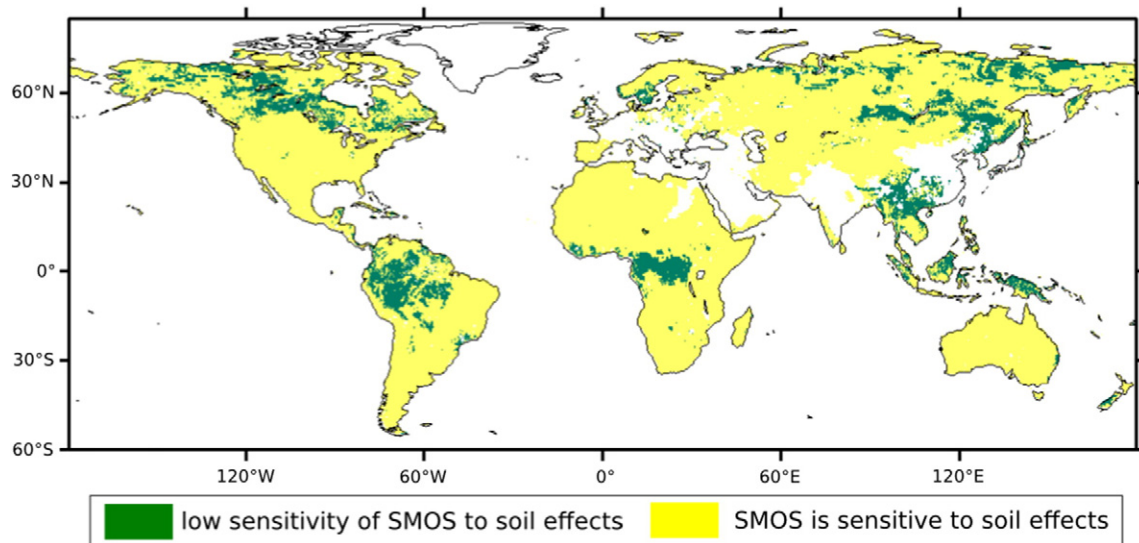 60°N
30°N
0°
30°S
60°S
120°W 60°W 0° 60°E 120°E
low sensitivity of SMOS to soil effects SMOS is sensitive to soil effects